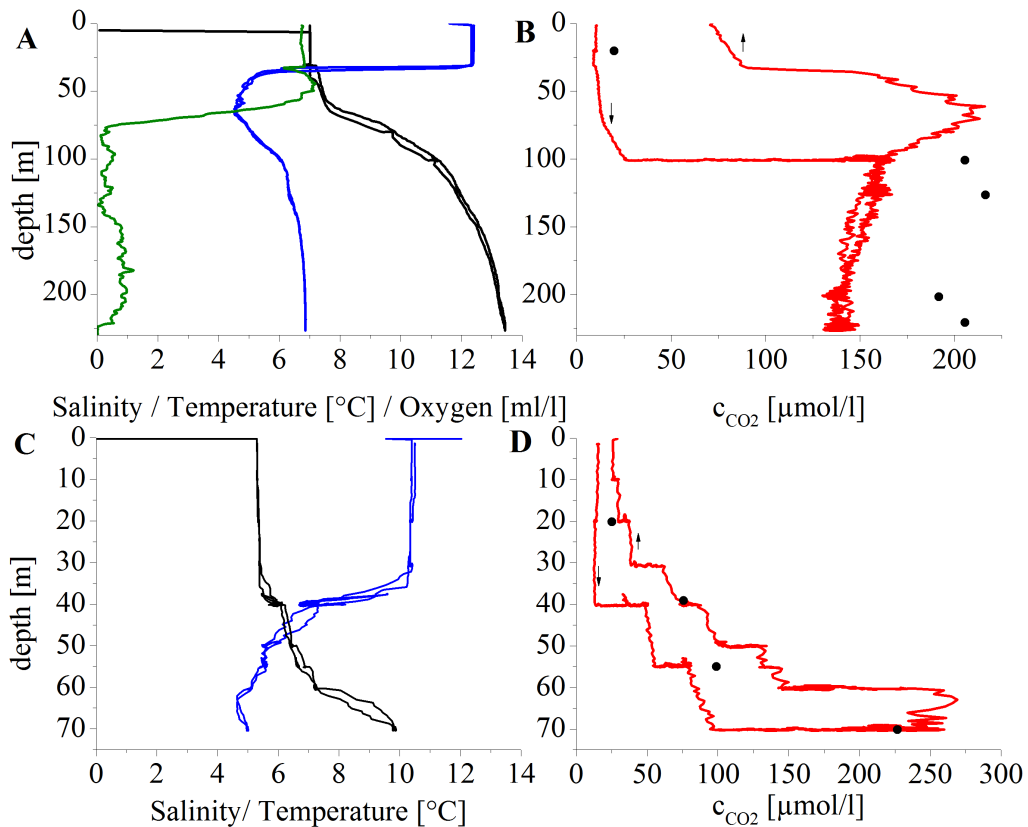 A
depth [m]
0
50
100
150
200
0 2 4 6 8 10 12 14
Salinity / Temperature [°C] / Oxygen [ml/l]
B
0
50
100
150
200
0 50 100 150 200
c_CO2 [µmol/l]
C
depth [m]
0
10
20
30
40
50
60
70
0 2 4 6 8 10 12 14
Salinity/ Temperature [°C]
D
0
10
20
30
40
50
60
70
0 50 100 150 200 250 300
c_CO2 [µmol/l]